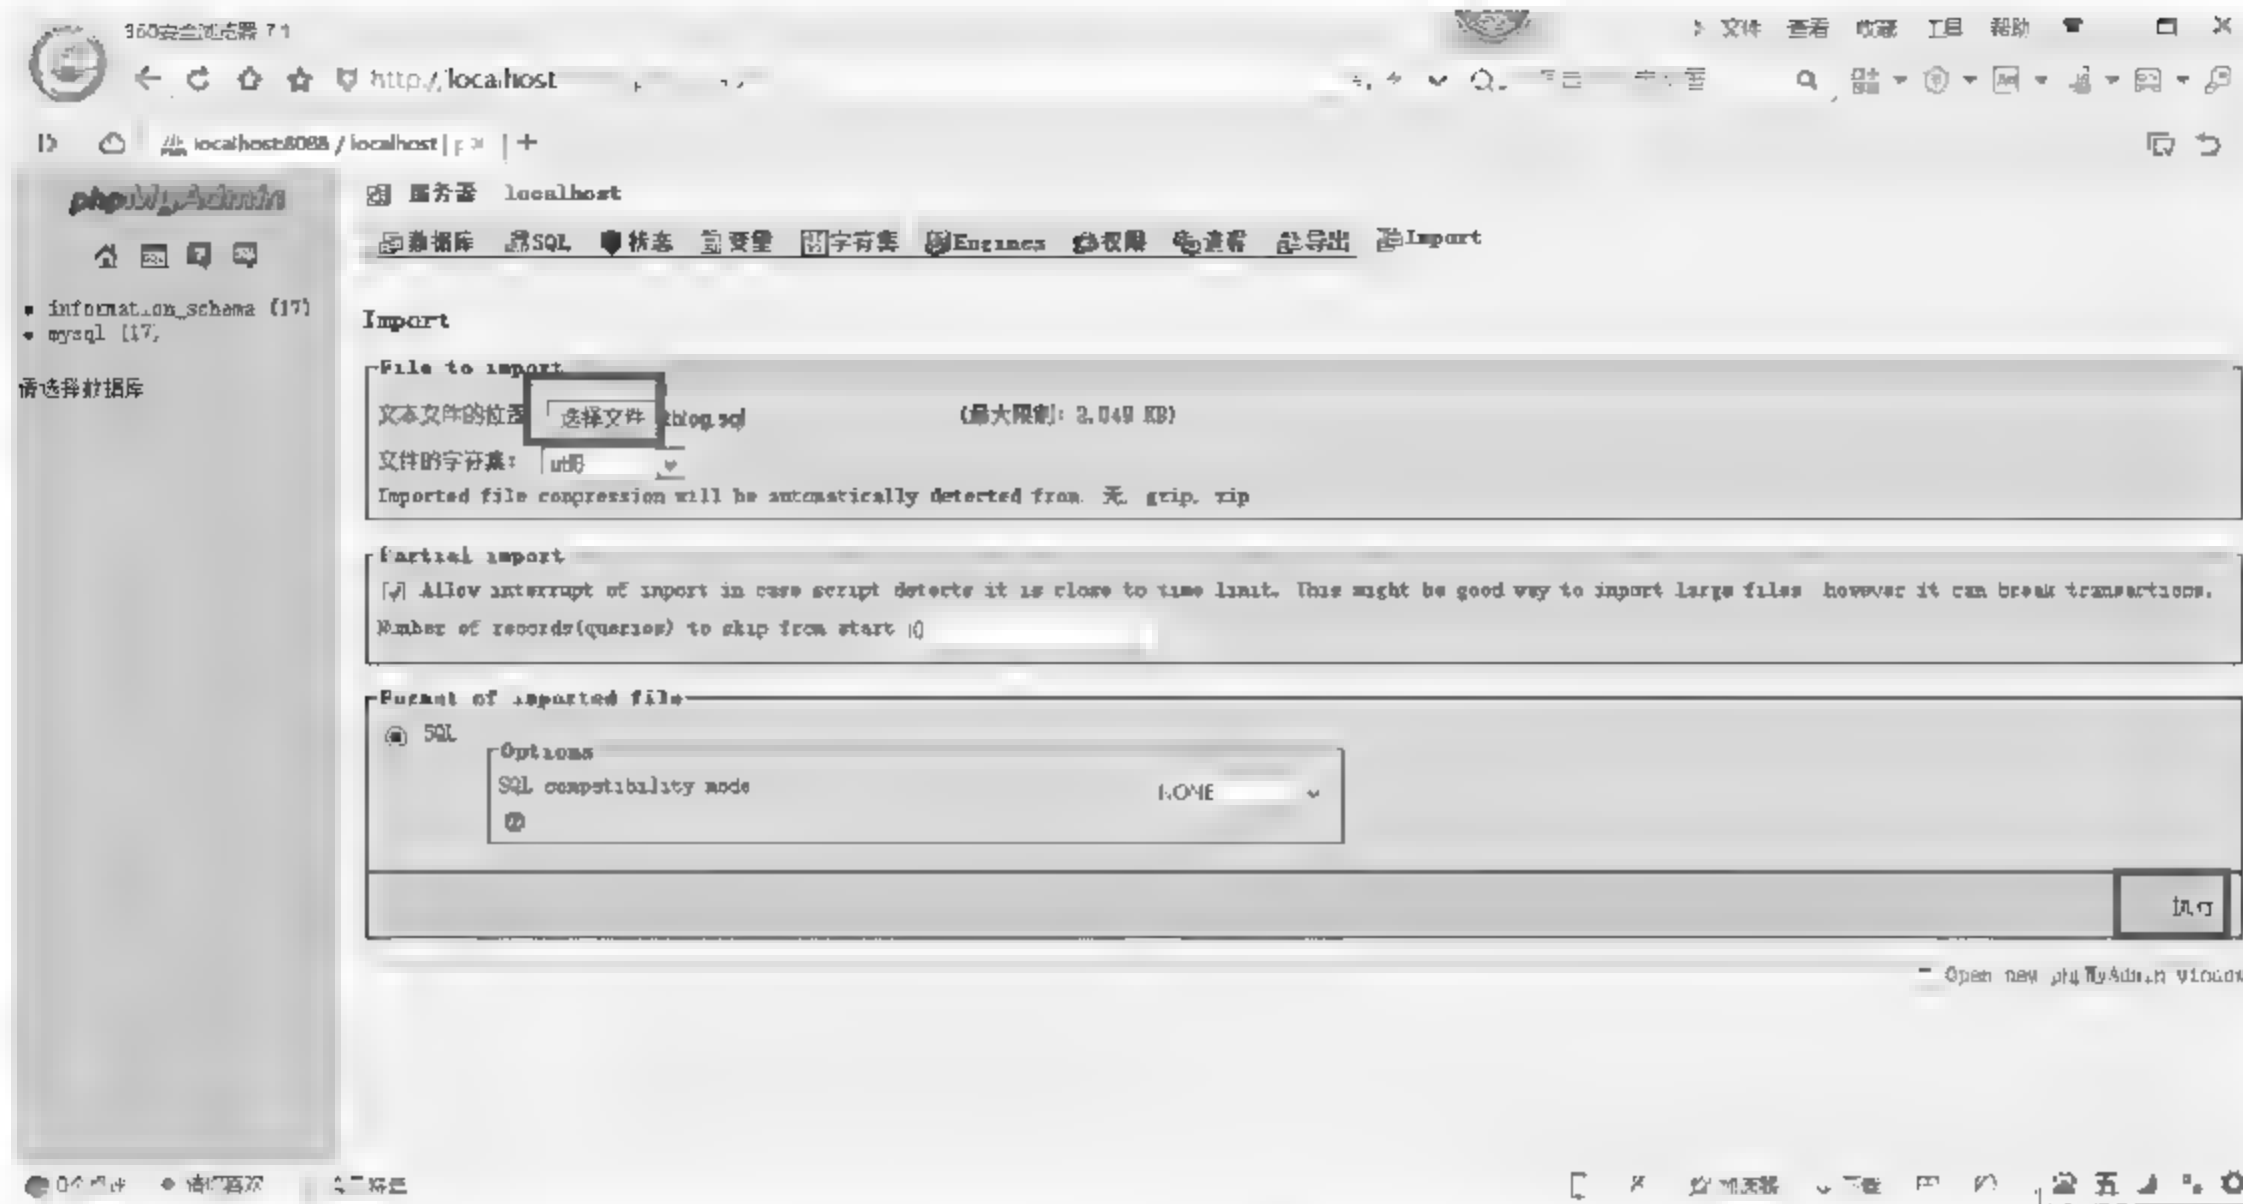 360安全浏览器 7.1
文件 查看 收藏 工具 帮助
http://localhost
localhost:8088 / localhost | p
phpMyAdmin
服务器 localhost
数据库 SQL 状态 变量 字符集 Engines 权限 进程 导出 Import
information_schema (17)
mysql (17)
请选择数据库
Import
File to import
文本文件的位置 选择文件 blog.sql (最大限制: 2,048 KB)
文件的字符集: utf8
Imported file compression will be automatically detected from: 无, gzip, zip
Partial import
Allow interrupt of import in case script detects it is close to time limit. This might be good way to import large files, however it can break transactions.
Number of records(queries) to skip from start 0
Format of imported file
SQL
Options
SQL compatibility mode NONE
执行
Open new phpMyAdmin window
下载 五